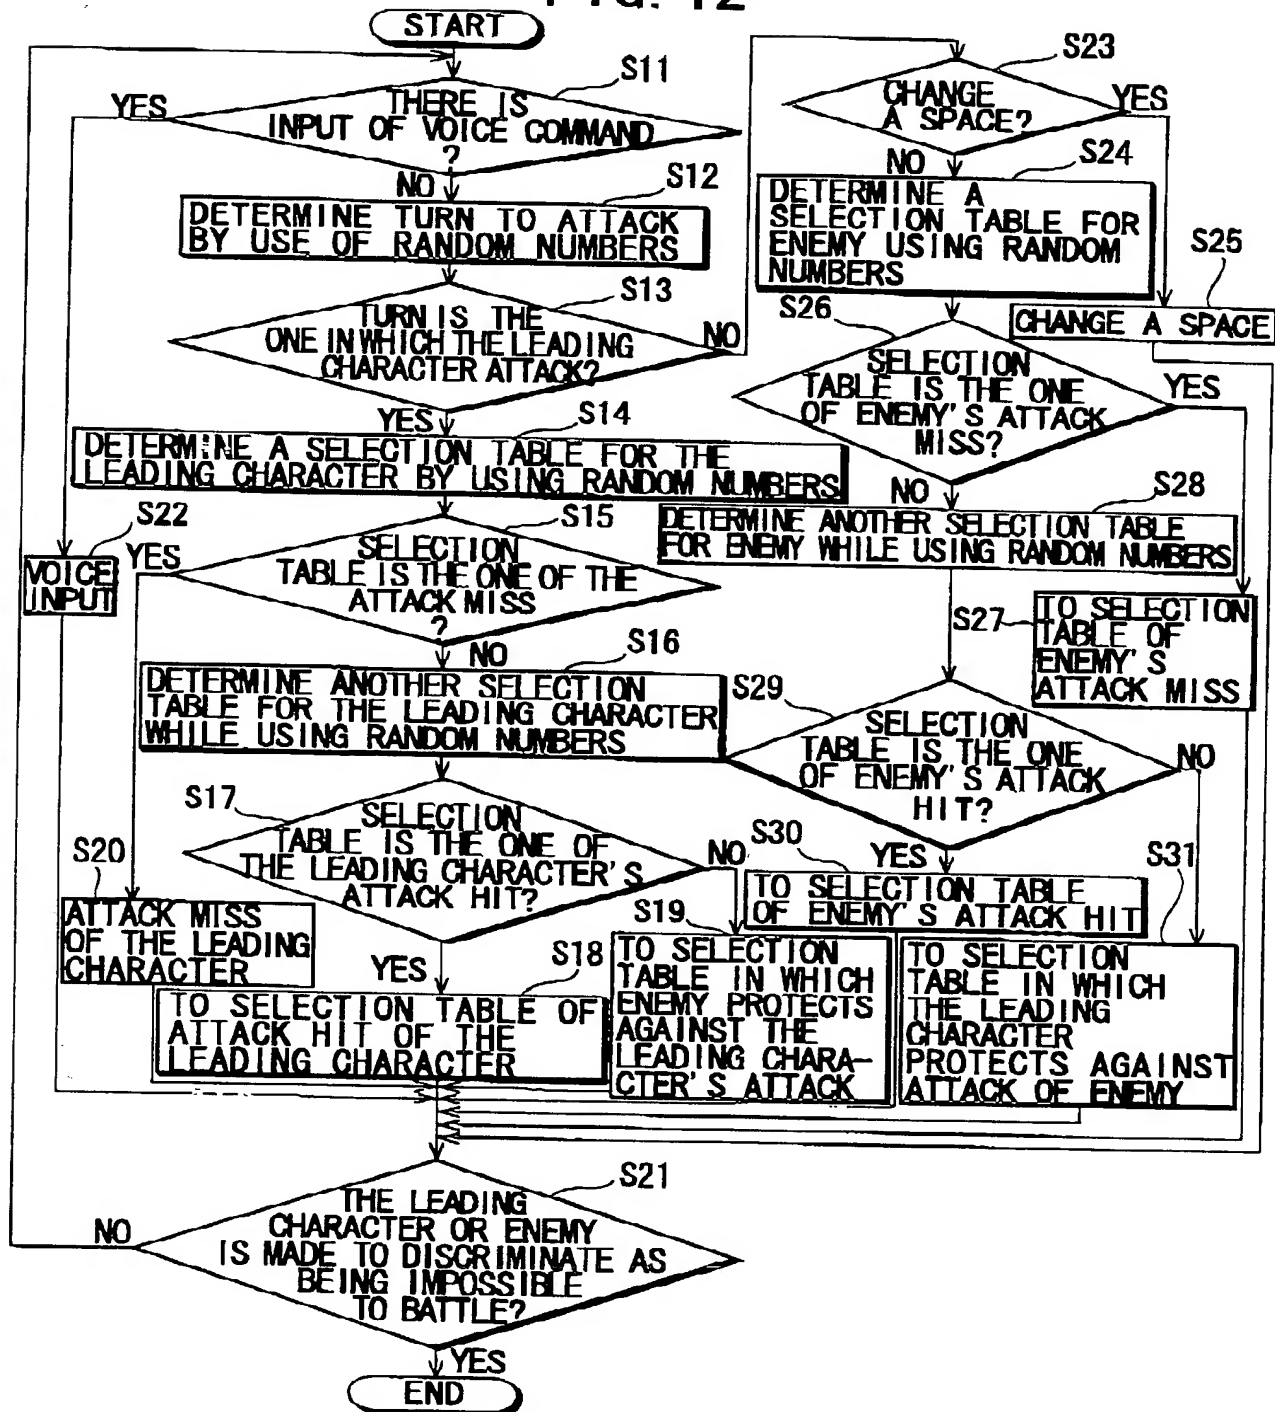 FIG. 12
START
S11
THERE IS
INPUT OF VOICE COMMAND
?
YES
NO
S12
DETERMINE TURN TO ATTACK
BY USE OF RANDOM NUMBERS
S13
TURN IS THE
ONE IN WHICH THE LEADING
CHARACTER ATTACK?
NO
YES
S14
DETERMINE A SELECTION TABLE FOR THE
LEADING CHARACTER BY USING RANDOM NUMBERS
S22
VOICE
INPUT
S15
YES
SELECTION
TABLE IS THE ONE OF THE
ATTACK MISS
?
NO
S16
DETERMINE ANOTHER SELECTION
TABLE FOR THE LEADING CHARACTER
WHILE USING RANDOM NUMBERS
S17
SELECTION
TABLE IS THE ONE OF
THE LEADING CHARACTER'S
ATTACK HIT?
NO
YES
S20
ATTACK MISS
OF THE LEADING
CHARACTER
S18
TO SELECTION TABLE OF
ATTACK HIT OF THE
LEADING CHARACTER
S19
TO SELECTION
TABLE IN WHICH
ENEMY PROTECTS
AGAINST THE
LEADING CHARA-
CTER'S ATTACK
S23
CHANGE
A SPACE?
YES
NO
S24
DETERMINE A
SELECTION TABLE FOR
ENEMY USING RANDOM
NUMBERS
S25
CHANGE A SPACE
S26
SELECTION
TABLE IS THE ONE
OF ENEMY'S ATTACK
MISS?
YES
NO
S28
DETERMINE ANOTHER SELECTION TABLE
FOR ENEMY WHILE USING RANDOM NUMBERS
S27
TO SELECTION
TABLE OF
ENEMY'S
ATTACK MISS
S29
SELECTION
TABLE IS THE ONE
OF ENEMY'S ATTACK
HIT?
NO
YES
S30
TO SELECTION TABLE
OF ENEMY'S ATTACK HIT
S31
TO SELECTION
TABLE IN WHICH
THE LEADING
CHARACTER
PROTECTS AGAINST
ATTACK OF ENEMY
S21
THE LEADING
CHARACTER OR ENEMY
IS MADE TO DISCRIMINATE AS
BEING IMPOSSIBLE
TO BATTLE?
NO
YES
END